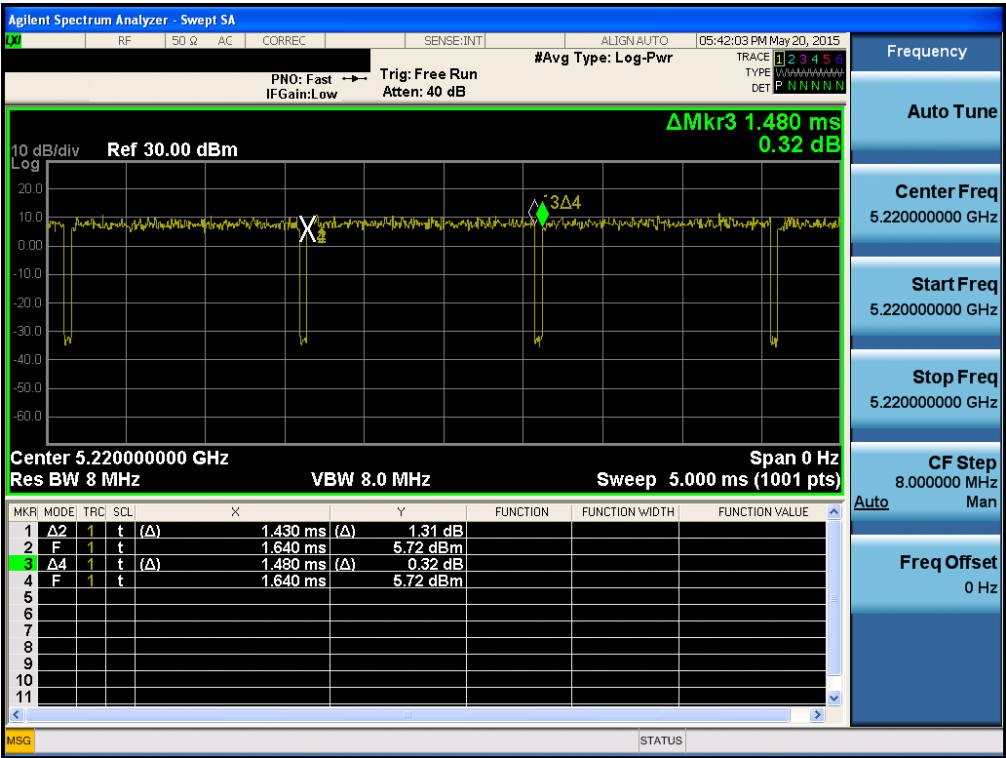 Agilent Spectrum Analyzer - Swept SA
LXI RF 50 Ω AC CORREC SENSE:INT ALIGN AUTO 05:42:03 PM May 20, 2015
PNO: Fast Trig: Free Run #Avg Type: Log-Pwr TRACE 1 2 3 4 5 6
IFGain:Low Atten: 40 dB TYPE
DET P N N N N N
ΔMkr3 1.480 ms
0.32 dB
10 dB/div Ref 30.00 dBm
Log
20.0
10.0
0.00
-10.0
-20.0
-30.0
-40.0
-50.0
-60.0
3Δ4
Center 5.220000000 GHz Span 0 Hz
Res BW 8 MHz VBW 8.0 MHz Sweep 5.000 ms (1001 pts)
MKR MODE TRC SCL X Y FUNCTION FUNCTION WIDTH FUNCTION VALUE
1 Δ2 1 t (Δ) 1.430 ms (Δ) 1.31 dB
2 F 1 t 1.640 ms 5.72 dBm
3 Δ4 1 t (Δ) 1.480 ms (Δ) 0.32 dB
4 F 1 t 1.640 ms 5.72 dBm
5
6
7
8
9
10
11
MSG STATUS
Frequency
Auto Tune
Center Freq
5.220000000 GHz
Start Freq
5.220000000 GHz
Stop Freq
5.220000000 GHz
CF Step
8.000000 MHz
Auto Man
Freq Offset
0 Hz